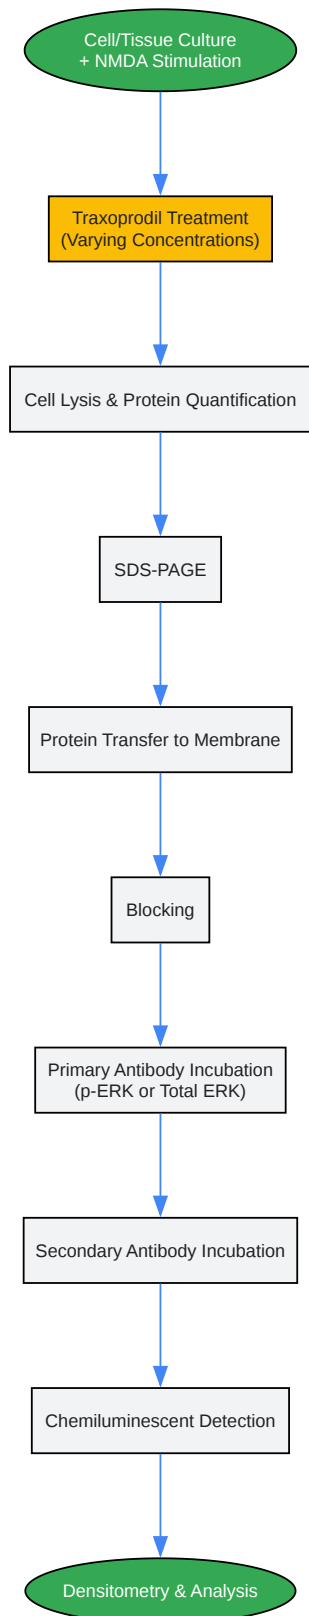 Cell/Tissue Culture
+ NMDA Stimulation
Traxoprodil Treatment
(Varying Concentrations)
Cell Lysis & Protein Quantification
SDS-PAGE
Protein Transfer to Membrane
Blocking
Primary Antibody Incubation
(p-ERK or Total ERK)
Secondary Antibody Incubation
Chemiluminescent Detection
Densitometry & Analysis